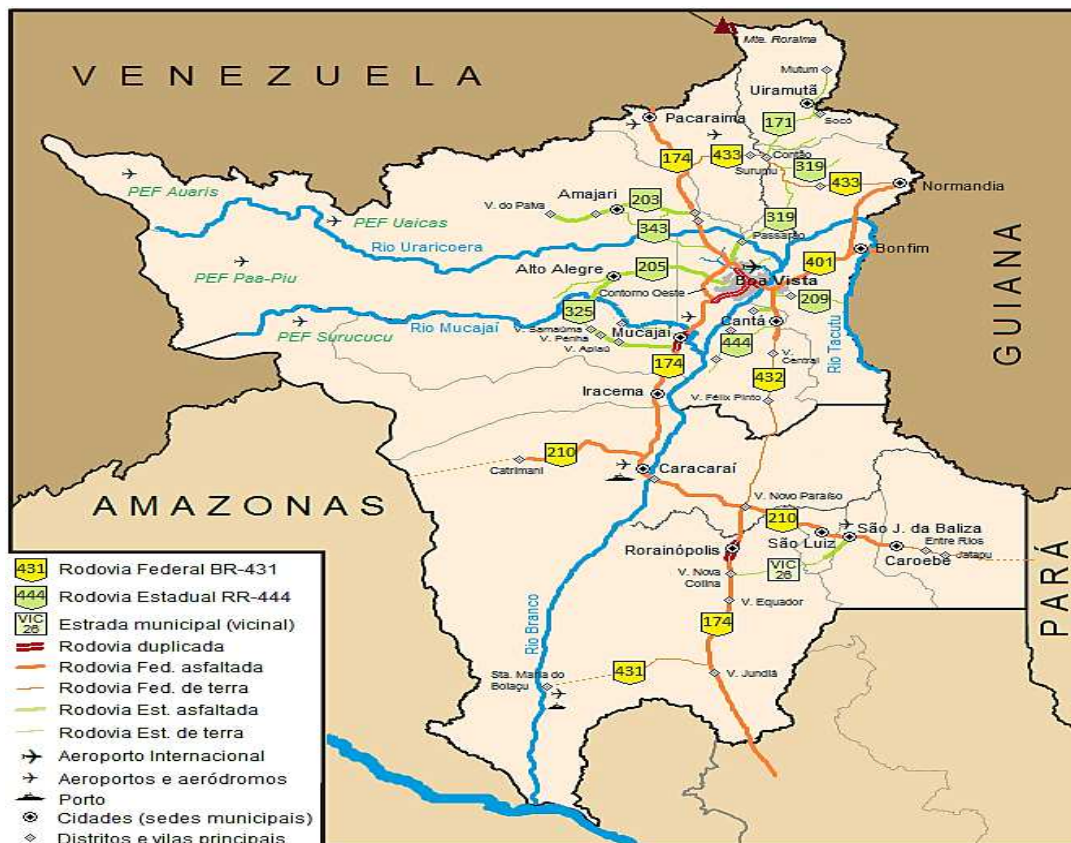 Mte. Roraima
VENEZUELA
Mutum
Uiramutã
Socó
Pacaraima
171
174
433
Contão
Surumu
319
433
Normandia
PEF Auaris
Amajari
203
V. do Paiva
PEF Uaicas
343
319
Passarão
Rio Uraricoera
Bonfim
GUIANA
PEF Paa-Piu
Alto Alegre
205
401
Boa Vista
Contorno Oeste
209
325
Rio Mucajaí
V. Samaúma
V. Penha
V. Apiaú
Mucajaí
Cantá
PEF Surucucu
444
V. Central
Rio Tacutu
174
432
Iracema
V. Félix Pinto
210
Catrimani
Caracaraí
AMAZONAS
V. Novo Paraíso
210
São J. da Baliza
São Luiz
Entre Rios
Jatapu
Caroebe
Rorainópolis
VIC 26
V. Nova Colina
V. Equador
174
PARÁ
Rio Branco
Sta. Maria do Boiaçu
431
V. Jundiá
431 Rodovia Federal BR-431
444 Rodovia Estadual RR-444
VIC 26 Estrada municipal (vicinal)
Rodovia duplicada
Rodovia Fed. asfaltada
Rodovia Fed. de terra
Rodovia Est. asfaltada
Rodovia Est. de terra
Aeroporto Internacional
Aeroportos e aeródromos
Porto
Cidades (sedes municipais)
Distritos e vilas principais